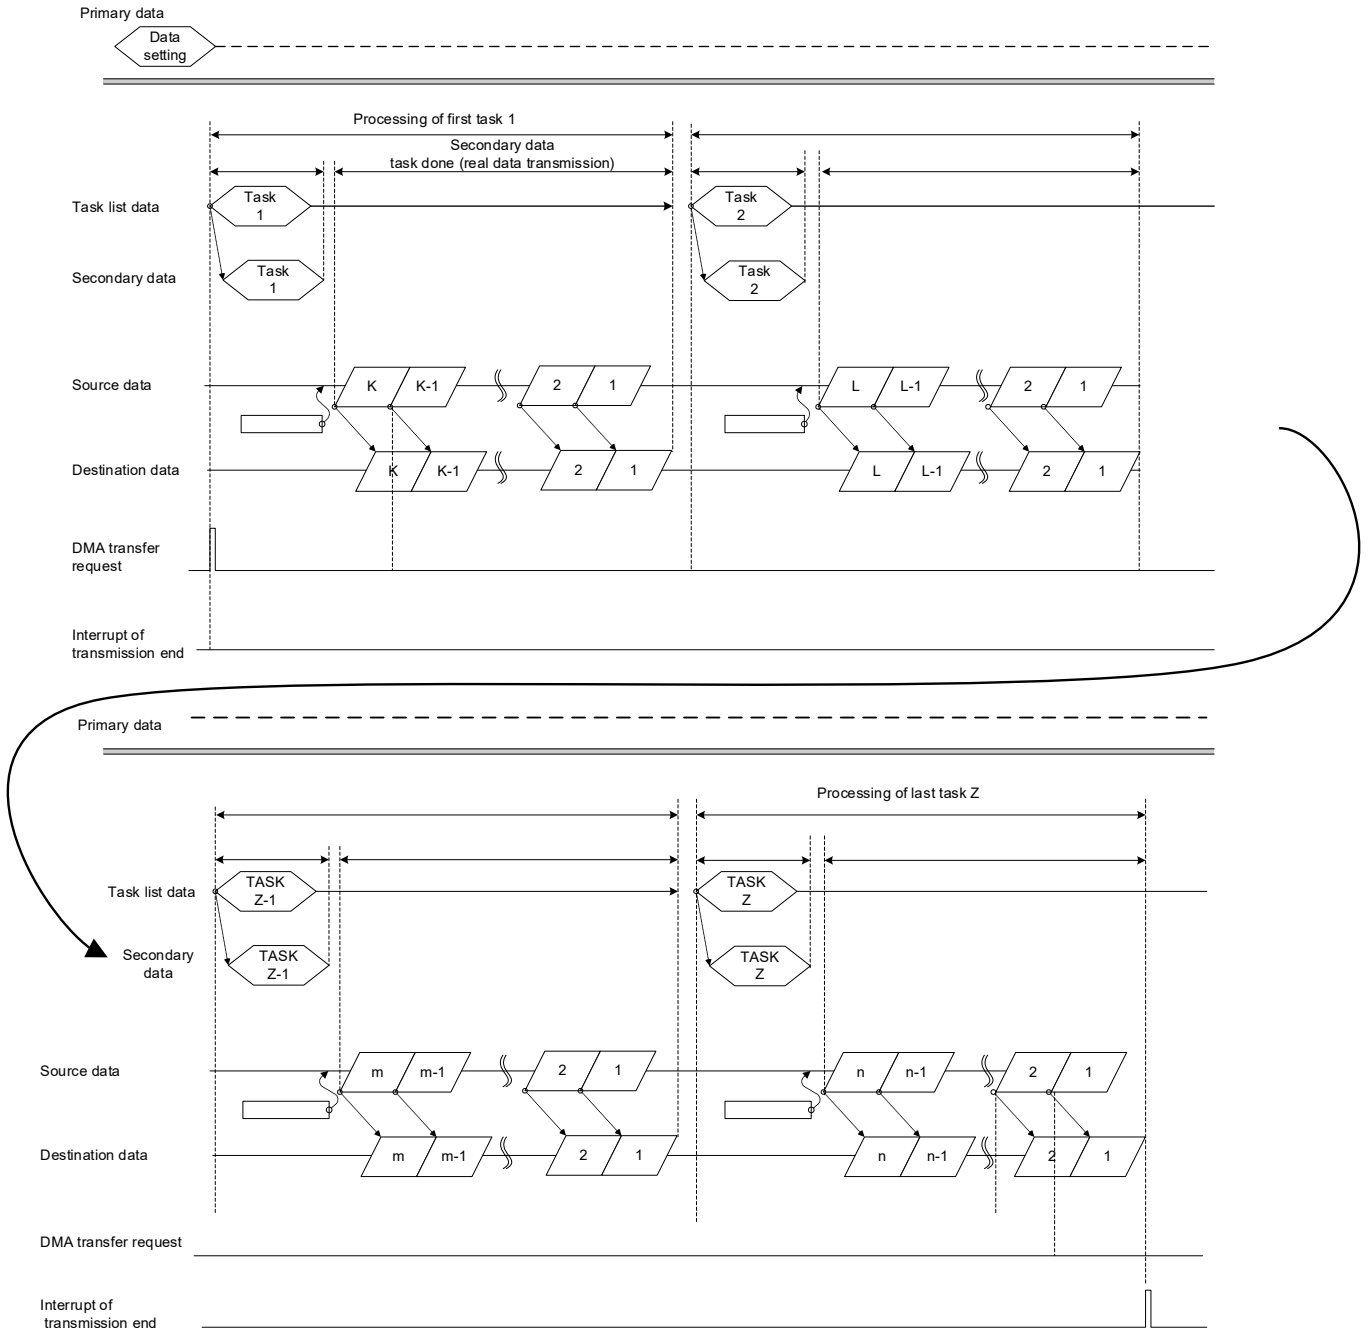 Primary data
Data
setting
Processing of first task 1
Secondary data
task done (real data transmission)
Task list data
Task
1
Task
2
Secondary data
Task
1
Task
2
Source data
K
K-1
2
1
L
L-1
2
1
Destination data
K
K-1
2
1
L
L-1
2
1
DMA transfer
request
Interrupt of
transmission end
Primary data
Processing of last task Z
Task list data
TASK
Z-1
TASK
Z
Secondary
data
TASK
Z-1
TASK
Z
Source data
m
m-1
2
1
n
n-1
2
1
Destination data
m
m-1
2
1
n
n-1
2
1
DMA transfer request
Interrupt of
transmission end